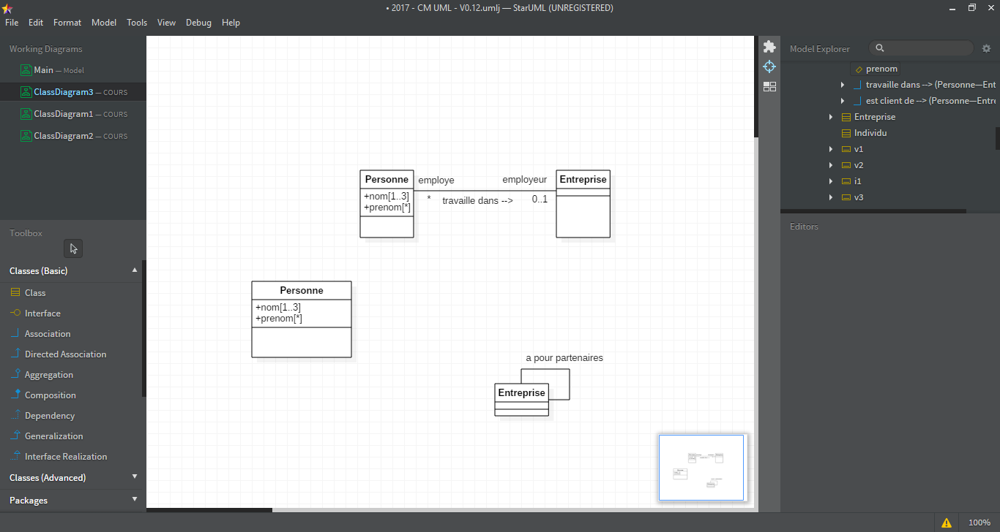 • 2017 - CM UML - V0.12.umlj — StarUML (UNREGISTERED)
File Edit Format Model Tools View Debug Help
Working Diagrams
Main — Model
ClassDiagram3 — COURS
ClassDiagram1 — COURS
ClassDiagram2 — COURS
Toolbox
Classes (Basic)
Class
Interface
Association
Directed Association
Aggregation
Composition
Dependency
Generalization
Interface Realization
Classes (Advanced)
Packages
Personne
+nom[1..3]
+prenom[*]
employe
employeur
* travaille dans --> 0..1
Entreprise
Personne
+nom[1..3]
+prenom[*]
a pour partenaires
Entreprise
Model Explorer
prenom
travaille dans --> (Personne—Ent
est client de --> (Personne—Entre
Entreprise
Individu
v1
v2
i1
v3
Editors
100%